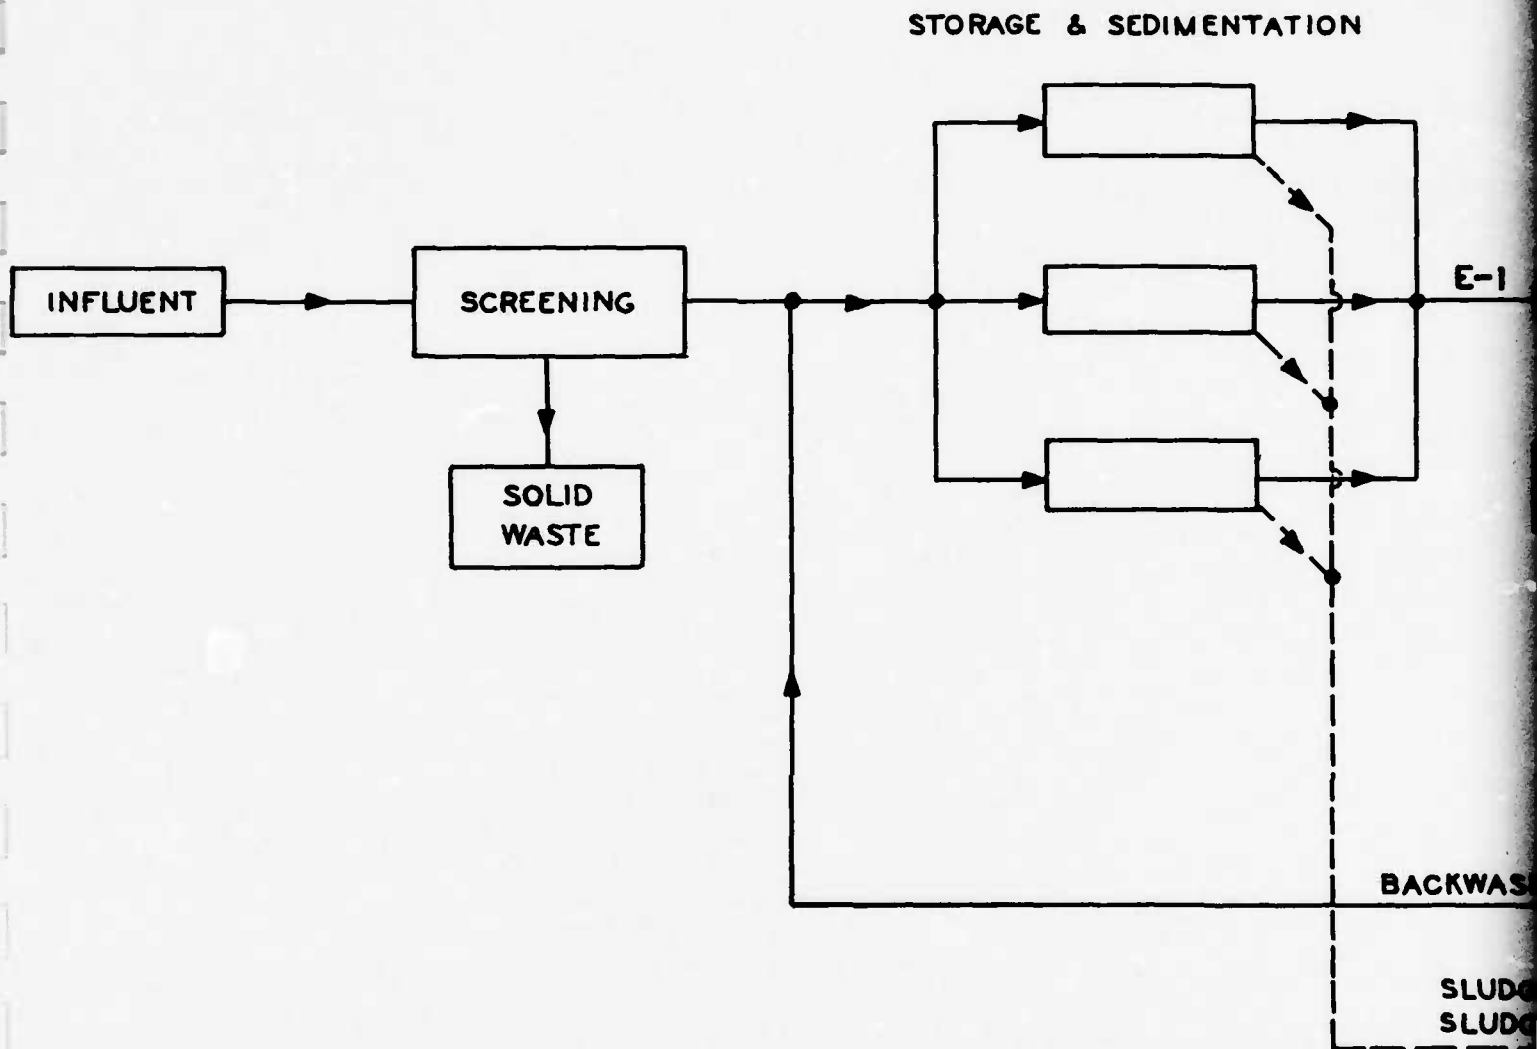 STORAGE & SEDIMENTATION
INFLUENT
SCREENING
E-1
SOLID
WASTE